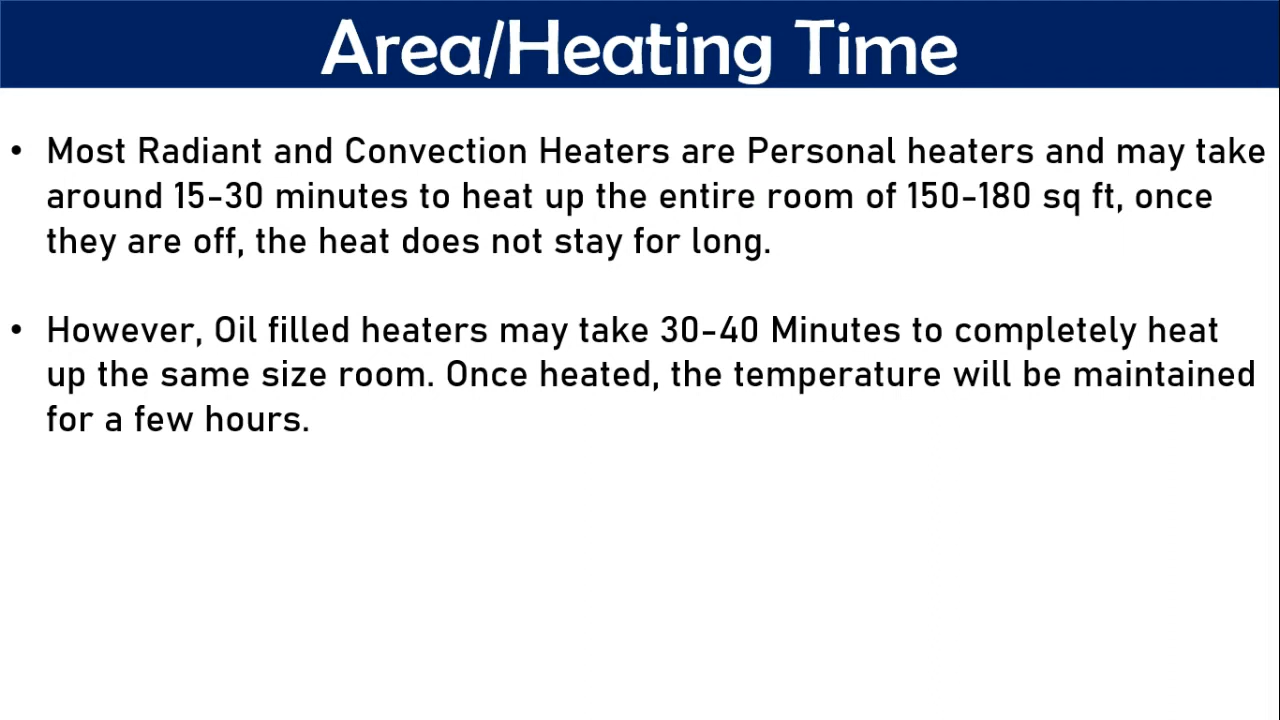 Area/Heating Time
• Most Radiant and Convection Heaters are Personal heaters and may take
around 15-30 minutes to heat up the entire room of 150-180 sq ft, once
they are off, the heat does not stay for long.
• However, Oil filled heaters may take 30-40 Minutes to completely heat
up the same size room. Once heated, the temperature will be maintained
for a few hours.